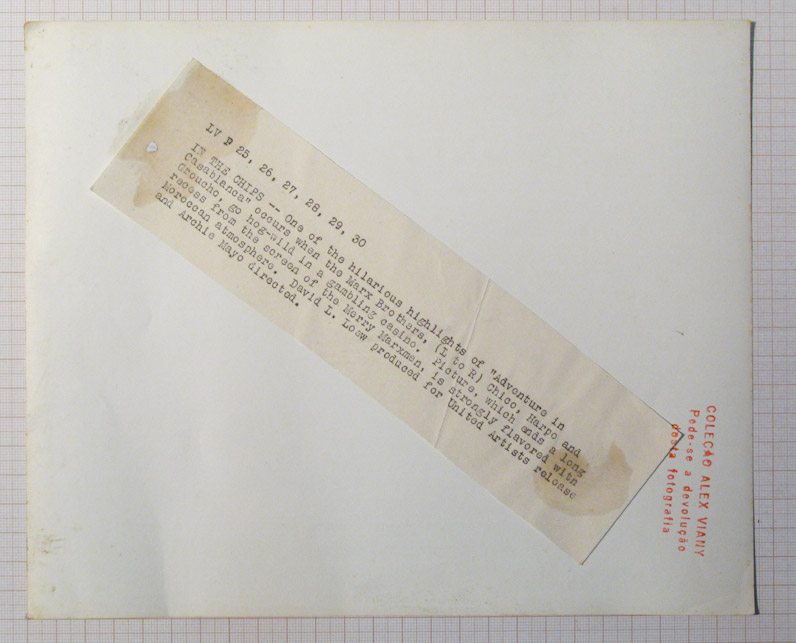 LV P 25, 26, 27, 28, 29, 30
IN THE CHIPS -- One of the hilarious highlights of "Adventure in
Casablanca" occurs when the Marx Brothers, (L to R) Chico, Harpo and
Groucho, go hog-wild in a gambling casino. Picture, which ends a long
recess from the screen of the Merry Marxmen, is strongly flavored with
Moroccan atmosphere. David L. Loew produced for United Artists release
and Archie Mayo directed.
COLEÇÃO ALEX VIANY
Pede-se a devolução
desta fotografia